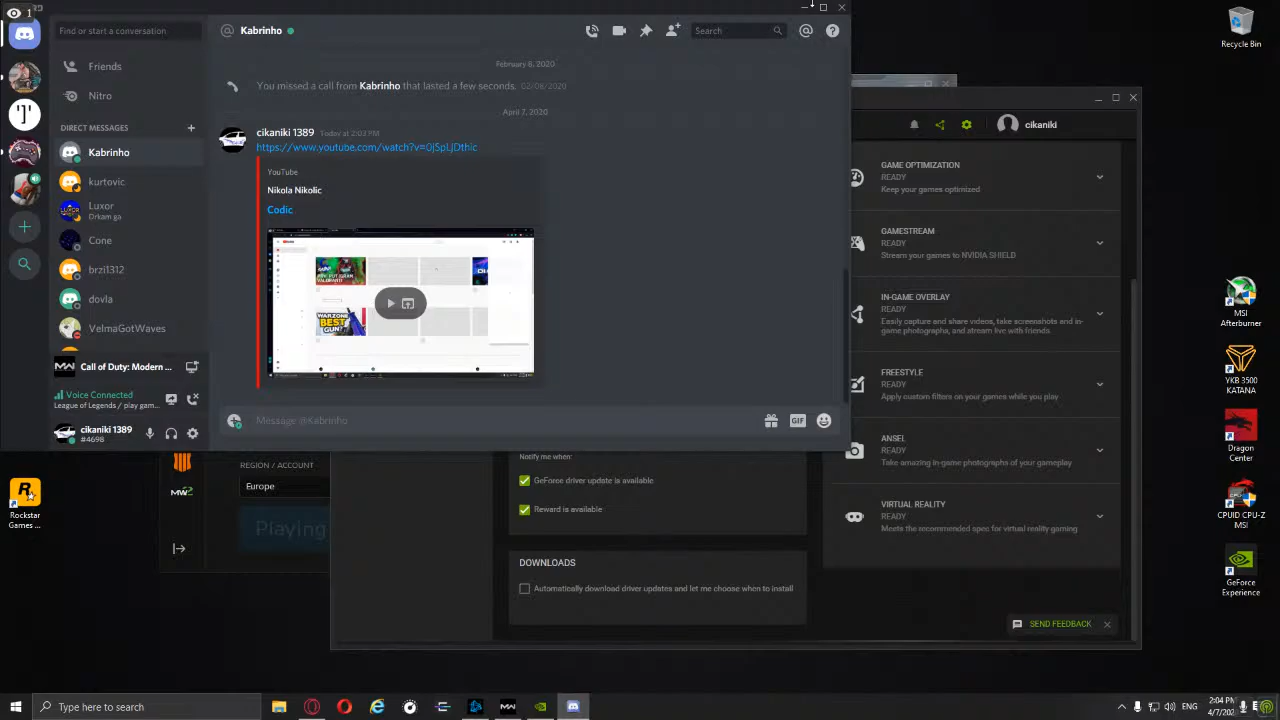 1
Find or start a conversation
Friends
Nitro
DIRECT MESSAGES
Kabrinho
kurtovic
Luxor
Drkam ga
Cone
brzil1312
dovla
VelmaGotWaves
Call of Duty: Modern ...
Voice Connected
League of Legends / play gam...
cikaniki 1389
#4698
@ Kabrinho
Search
February 6, 2020
You missed a call from Kabrinho that lasted a few seconds. 02/06/2020
April 7, 2020
cikaniki 1389 Today at 2:03 PM
https://www.youtube.com/watch?v=0jSpLJDthic
YouTube
Nikola Nikolic
Codic
WARZONE
BEST
GUN!
Message @Kabrinho
GIF
cikaniki
GAME OPTIMIZATION
READY
Keep your games optimized
GAMESTREAM
READY
Stream your games to NVIDIA SHIELD
IN-GAME OVERLAY
READY
Easily capture and share videos, take screenshots and in-
game photographs, and stream live with friends.
FREESTYLE
READY
Apply custom filters on your games while you play
ANSEL
READY
Take amazing in-game photographs of your gameplay
VIRTUAL REALITY
READY
Meets the recommended spec for virtual reality gaming
SEND FEEDBACK
Notify me when:
GeForce driver update is available
Reward is available
DOWNLOADS
Automatically download driver updates and let me choose when to install
REGION / ACCOUNT
Europe
MW2
Playing
Rockstar
Games ...
Recycle Bin
MSI
Afterburner
YKB 3500
KATANA
Dragon
Center
CPUID CPU-Z
MSI
GeForce
Experience
Type here to search
ENG
2:04 PM